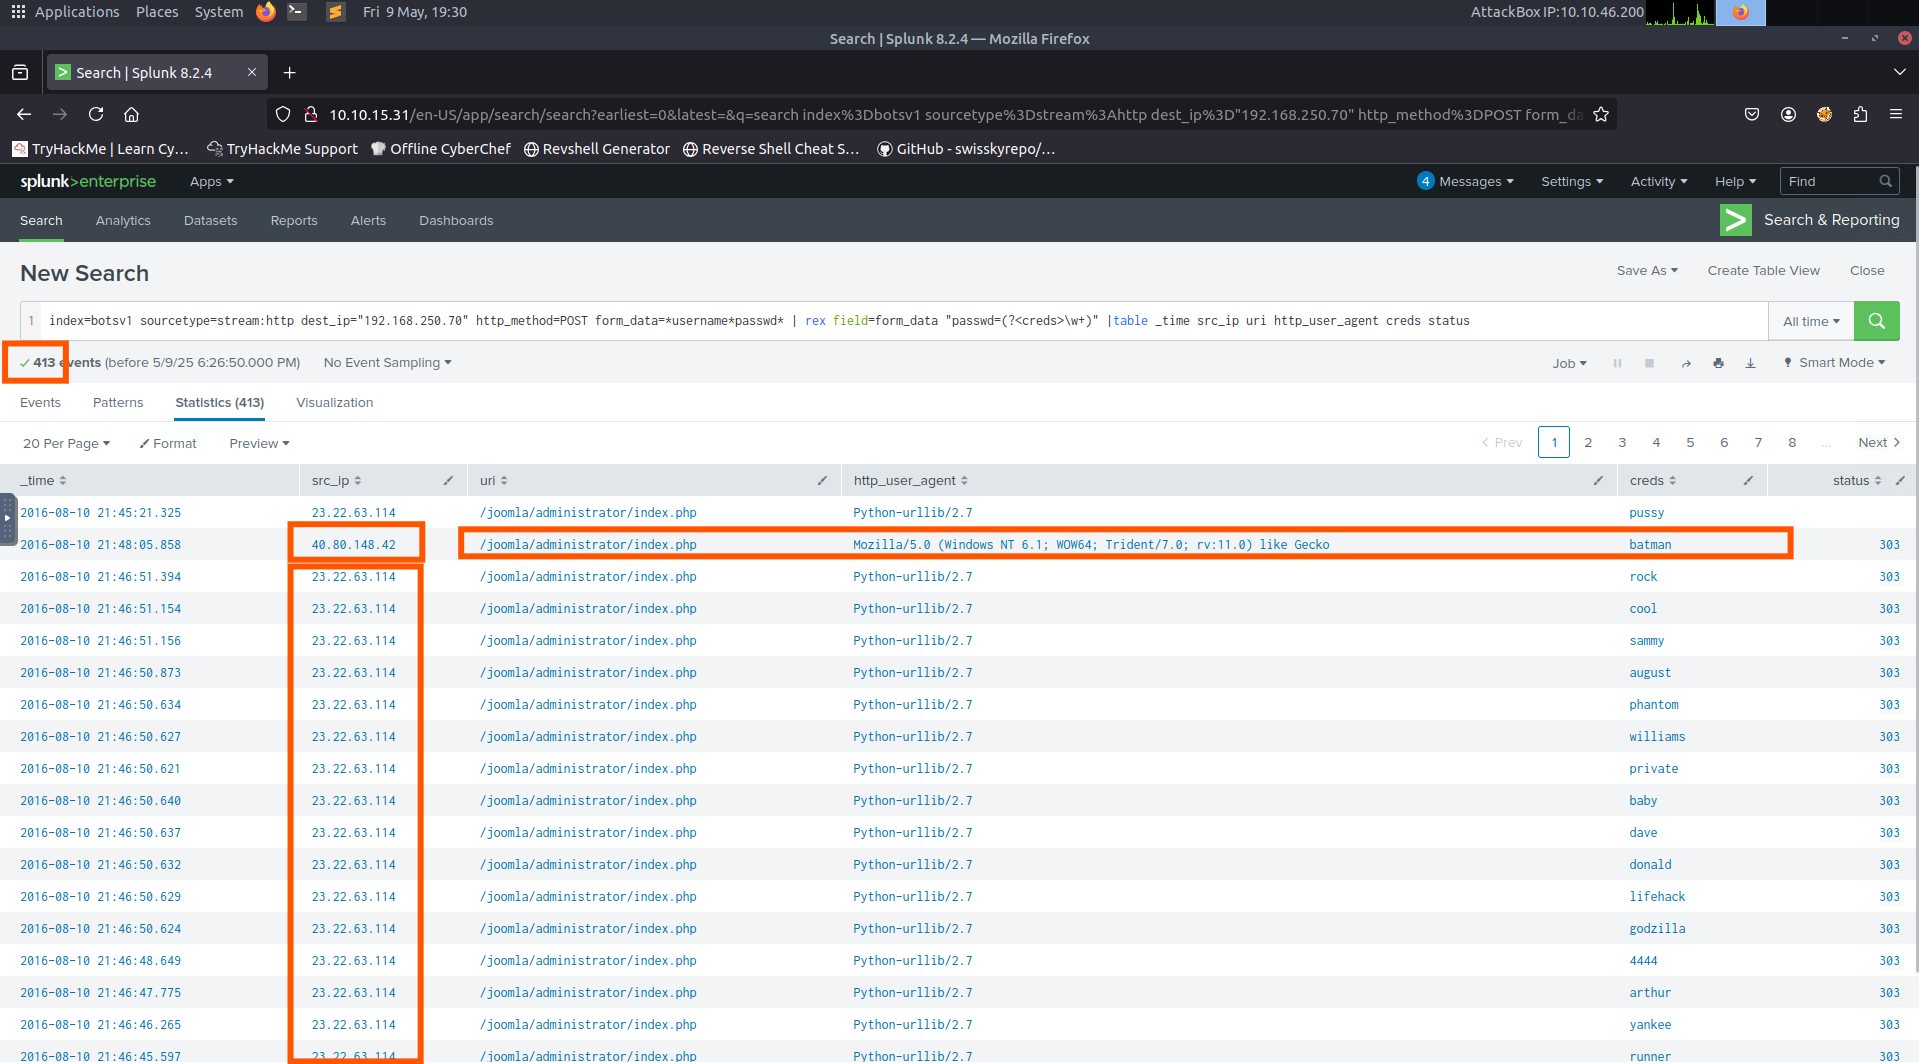 Applications Places System Fri 9 May, 19:30 AttackBox IP:10.10.46.200
Search | Splunk 8.2.4 — Mozilla Firefox
Search | Splunk 8.2.4
10.10.15.31/en-US/app/search/search?earliest=0&latest=&q=search index%3Dbotsv1 sourcetype%3Dstream%3Ahttp dest_ip%3D"192.168.250.70" http_method%3DPOST form_da
TryHackMe | Learn Cy… TryHackMe Support Offline CyberChef Revshell Generator Reverse Shell Cheat S… GitHub - swisskyrepo/…
splunk>enterprise Apps 4 Messages Settings Activity Help Find
Search Analytics Datasets Reports Alerts Dashboards Search & Reporting
New Search Save As Create Table View Close
1 index=botsv1 sourcetype=stream:http dest_ip="192.168.250.70" http_method=POST form_data=*username*passwd* | rex field=form_data "passwd=(?<creds>\w+)" |table _time src_ip uri http_user_agent creds status All time
413 events (before 5/9/25 6:26:50.000 PM) No Event Sampling Job Smart Mode
Events Patterns Statistics (413) Visualization
20 Per Page Format Preview Prev 1 2 3 4 5 6 7 8 ... Next
_time src_ip uri http_user_agent creds status
2016-08-10 21:45:21.325 23.22.63.114 /joomla/administrator/index.php Python-urllib/2.7 pussy
2016-08-10 21:48:05.858 40.80.148.42 /joomla/administrator/index.php Mozilla/5.0 (Windows NT 6.1; WOW64; Trident/7.0; rv:11.0) like Gecko batman 303
2016-08-10 21:46:51.394 23.22.63.114 /joomla/administrator/index.php Python-urllib/2.7 rock 303
2016-08-10 21:46:51.154 23.22.63.114 /joomla/administrator/index.php Python-urllib/2.7 cool 303
2016-08-10 21:46:51.156 23.22.63.114 /joomla/administrator/index.php Python-urllib/2.7 sammy 303
2016-08-10 21:46:50.873 23.22.63.114 /joomla/administrator/index.php Python-urllib/2.7 august 303
2016-08-10 21:46:50.634 23.22.63.114 /joomla/administrator/index.php Python-urllib/2.7 phantom 303
2016-08-10 21:46:50.627 23.22.63.114 /joomla/administrator/index.php Python-urllib/2.7 williams 303
2016-08-10 21:46:50.621 23.22.63.114 /joomla/administrator/index.php Python-urllib/2.7 private 303
2016-08-10 21:46:50.640 23.22.63.114 /joomla/administrator/index.php Python-urllib/2.7 baby 303
2016-08-10 21:46:50.637 23.22.63.114 /joomla/administrator/index.php Python-urllib/2.7 dave 303
2016-08-10 21:46:50.632 23.22.63.114 /joomla/administrator/index.php Python-urllib/2.7 donald 303
2016-08-10 21:46:50.629 23.22.63.114 /joomla/administrator/index.php Python-urllib/2.7 lifehack 303
2016-08-10 21:46:50.624 23.22.63.114 /joomla/administrator/index.php Python-urllib/2.7 godzilla 303
2016-08-10 21:46:48.649 23.22.63.114 /joomla/administrator/index.php Python-urllib/2.7 4444 303
2016-08-10 21:46:47.775 23.22.63.114 /joomla/administrator/index.php Python-urllib/2.7 arthur 303
2016-08-10 21:46:46.265 23.22.63.114 /joomla/administrator/index.php Python-urllib/2.7 yankee 303
2016-08-10 21:46:45.597 23.22.63.114 /joomla/administrator/index.php Python-urllib/2.7 runner 303